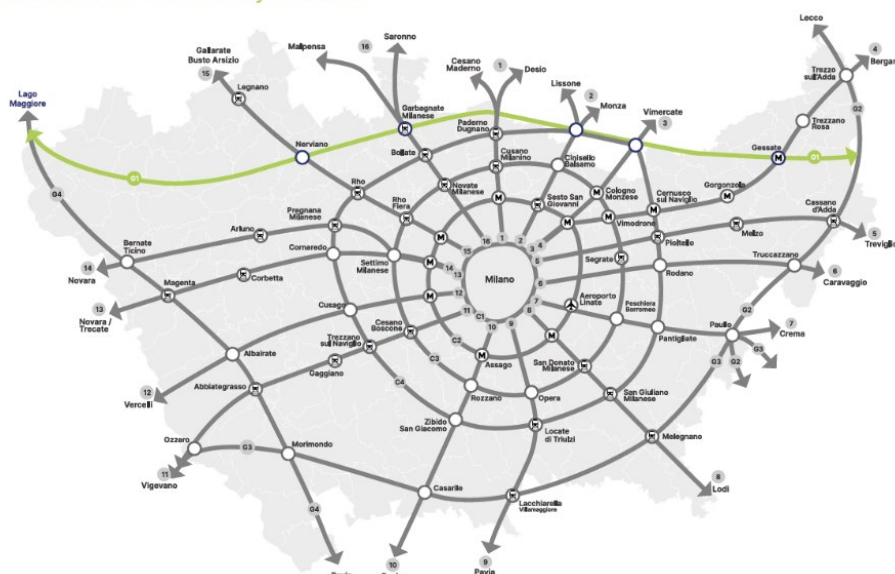 Lecco
Saronno
4
Bergam
Malpensa
16
Gallarate
Busto Arsizio
15
Cesano
Maderno
1
Desio
Trezzo
sull'Adda
Lissone
2
Monza
Legnano
Lago
Maggiore
Garbagnate
Milanese
Vimercate
3
G2
Trezzano
Rosa
Paderno
Dugnano
Nerviano
Bollate
Cusano
Milanino
Cinisello
Balsamo
Gessate
M
G1
G1
Rho
Novate
Milanese
Cologno
Monzese
M
Cernusco
sul Naviglio
M
Gorgonzola
M
G4
Rho
Fiera
M
Sesto San
Giovanni
M
M
Vimodrone
Cassano
d'Adda
Pregnana
Milanese
Arluno
M
16
1
2
3
4
Pioltello
Melzo
5
Treviglio
Corneredo
15
Bernate
Ticino
Settimo
Milanese
M
14
13
Milano
5
Segrate
Rodano
Truccazzano
14
Novara
Corbetta
6
6
Caravaggio
Magenta
M
12
13
Novara /
Trecate
Cusago
11
C1
10
9
8
7
Aeroporto
Linate
Peschiera
Borromeo
G2
Cesano
Boscone
Trezzano
sul Naviglio
Pantigliate
Paullo
7
Crema
C2
M
Albairate
C3
M
Assago
San Donato
Milanese
G3
G2
G3
Gaggiano
C4
Abbiategrasso
12
Vercelli
Rozzano
Opera
San Giuliano
Milanese
Zibido
San Giacomo
Locate
di Triulzi
Melegnano
Ozzero
G3
Morimondo
11
Vigevano
8
Lodi
Casarile
Lacchiarella
Villamaggiore
G4
10
9
Pavia